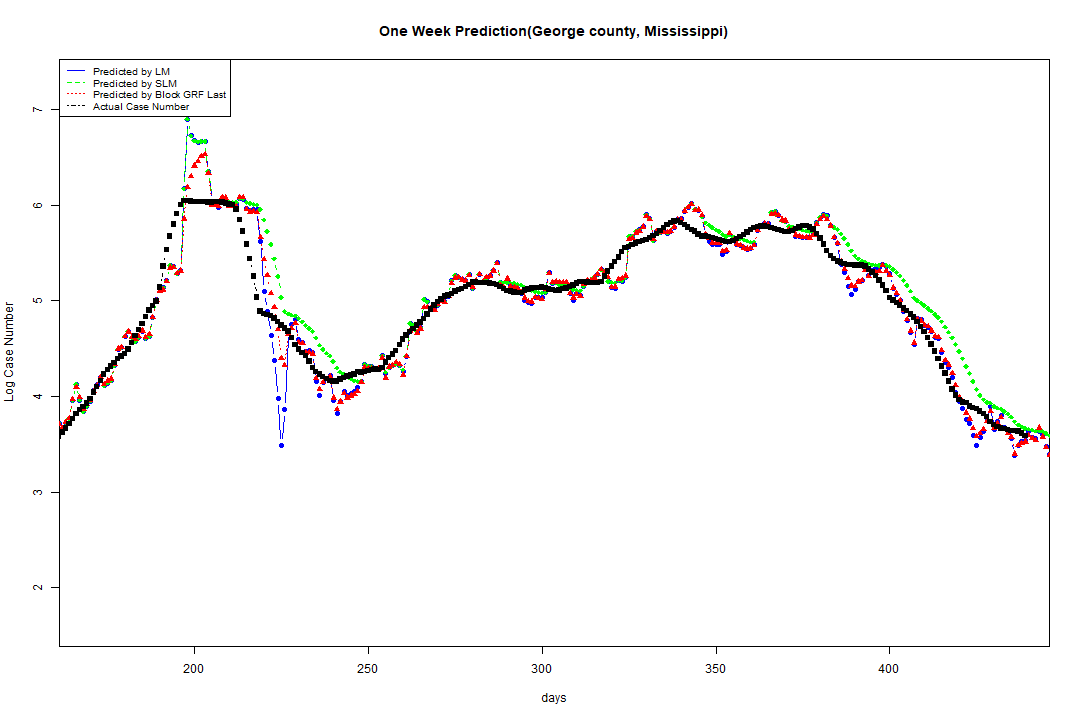 One Week Prediction(George county, Mississippi)
Predicted by LM
Predicted by SLM
Predicted by Block GRF Last
Actual Case Number
7
6
5
4
3
2
Log Case Number
200
250
300
350
400
days